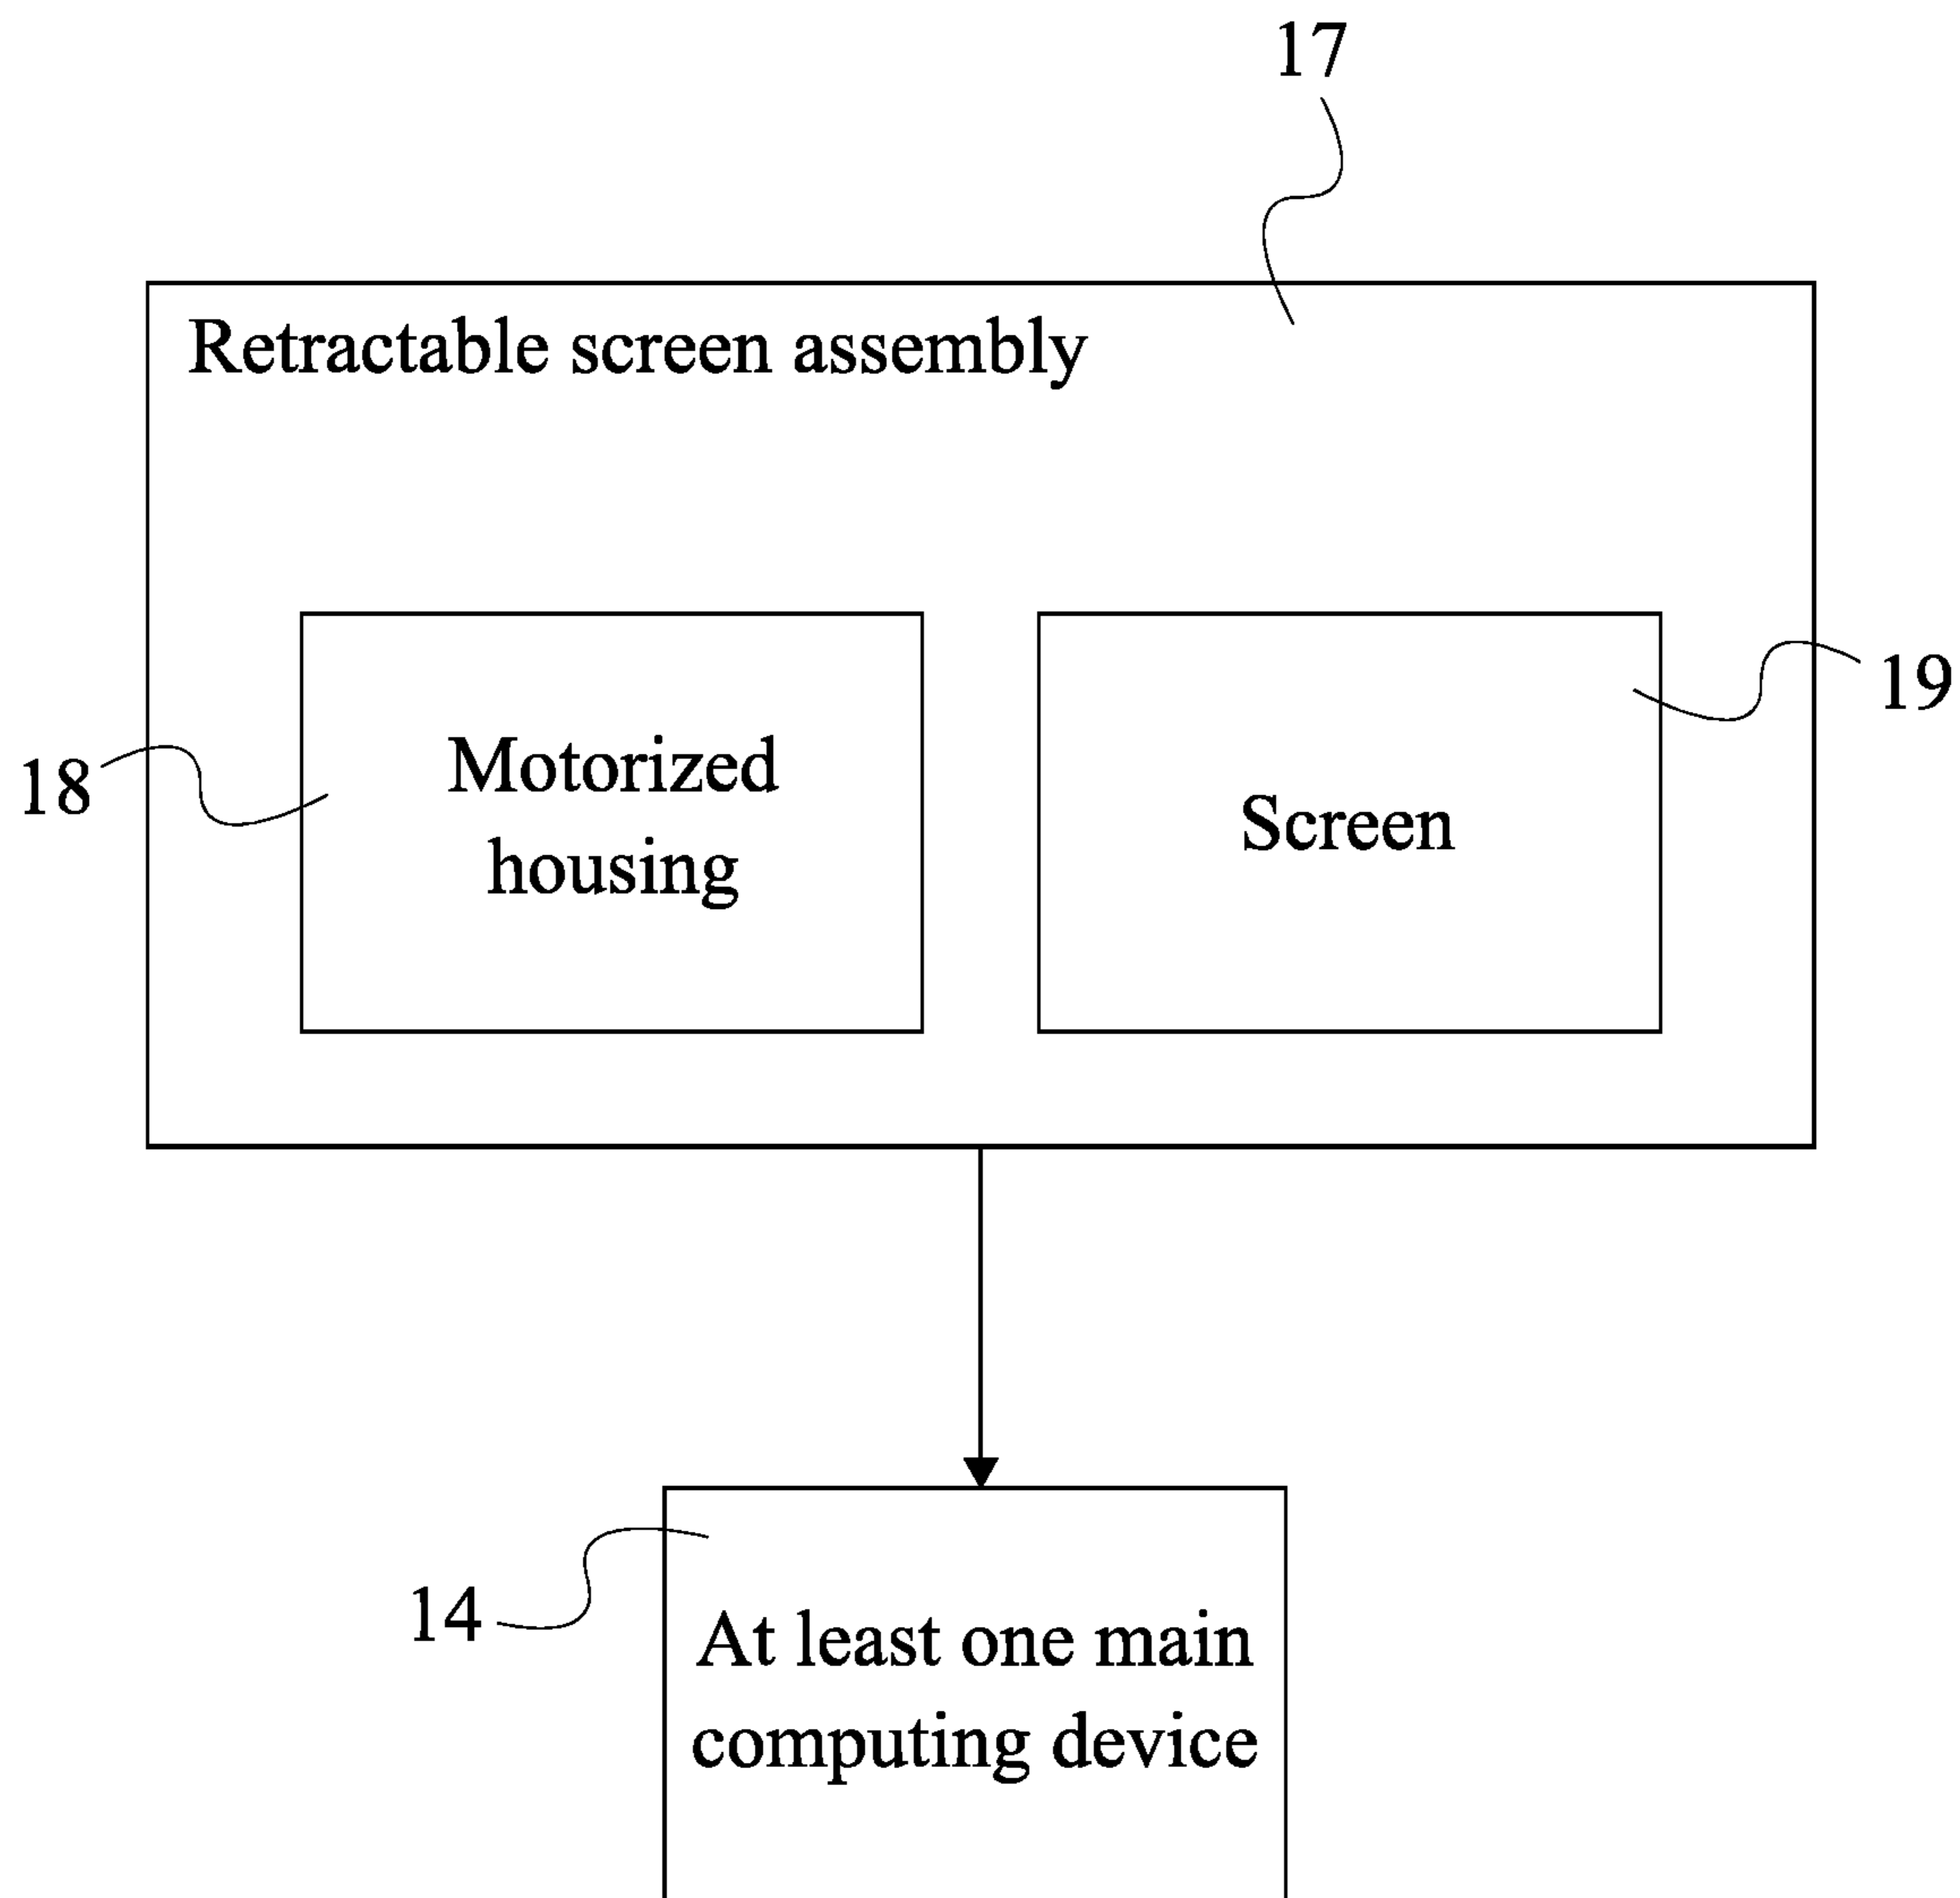 17
Retractable screen assembly
19
18
Motorized
housing
Screen
14
At least one main
computing device